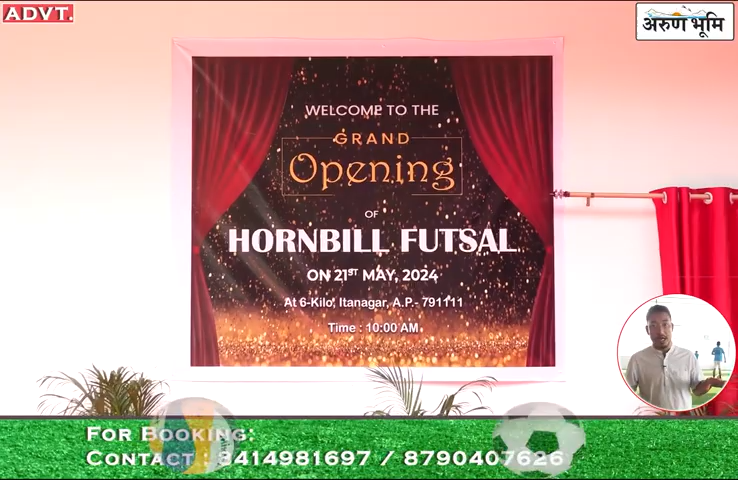 ADVT.
अरुण भूमि
WELCOME TO THE
GRAND
Opening
OF
HORNBILL FUTSAL
ON 21ST MAY, 2024
At 6-Kilo, Itanagar, A.P.- 791111
Time : 10:00 AM
FOR BOOKING:
CONTACT : 8414981697 / 8790407626